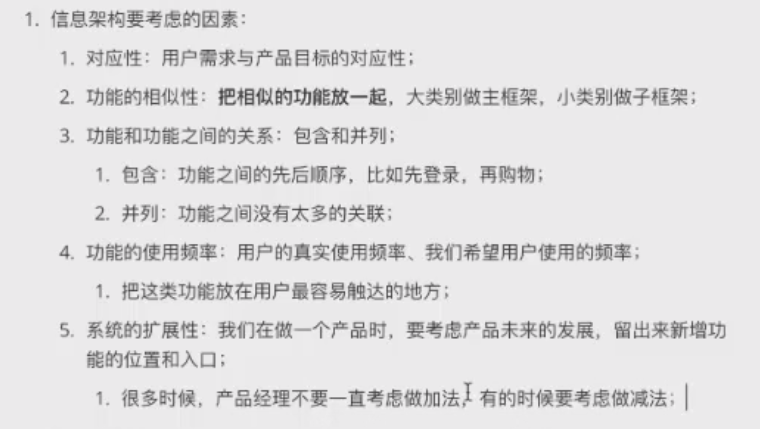 1. 信息架构要考虑的因素：
1. 对应性：用户需求与产品目标的对应性；
2. 功能的相似性：把相似的功能放一起，大类别做主框架，小类别做子框架；
3. 功能和功能之间的关系：包含和并列；
1. 包含：功能之间的先后顺序，比如先登录，再购物；
2. 并列：功能之间没有太多的关联；
4. 功能的使用频率：用户的真实使用频率、我们希望用户使用的频率；
1. 把这类功能放在用户最容易触达的地方；
5. 系统的扩展性：我们在做一个产品时，要考虑产品未来的发展，留出来新增功
能的位置和入口；
1. 很多时候，产品经理不要一直考虑做加法，有的时候要考虑做减法；